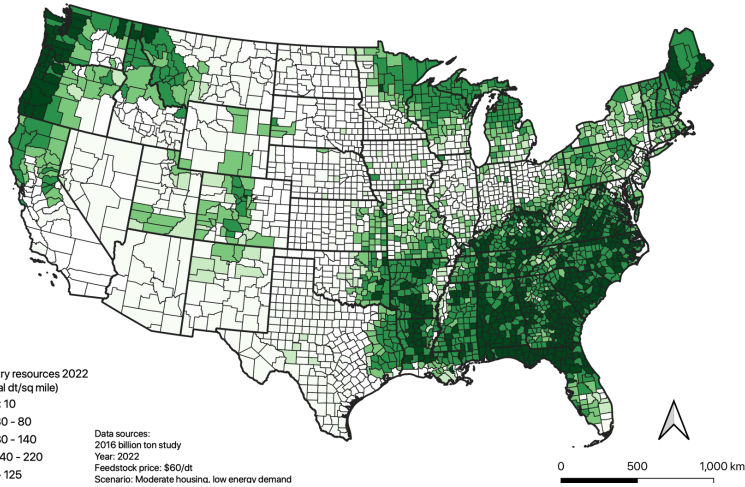 ry resources 2022
al dt/sq mile)
10
0 - 80
0 - 140
40 - 220
125
Data sources:
2016 billion ton study
Year: 2022
Feedstock price: $60/dt
Scenario: Moderate housing, low energy demand
0 500 1,000 km